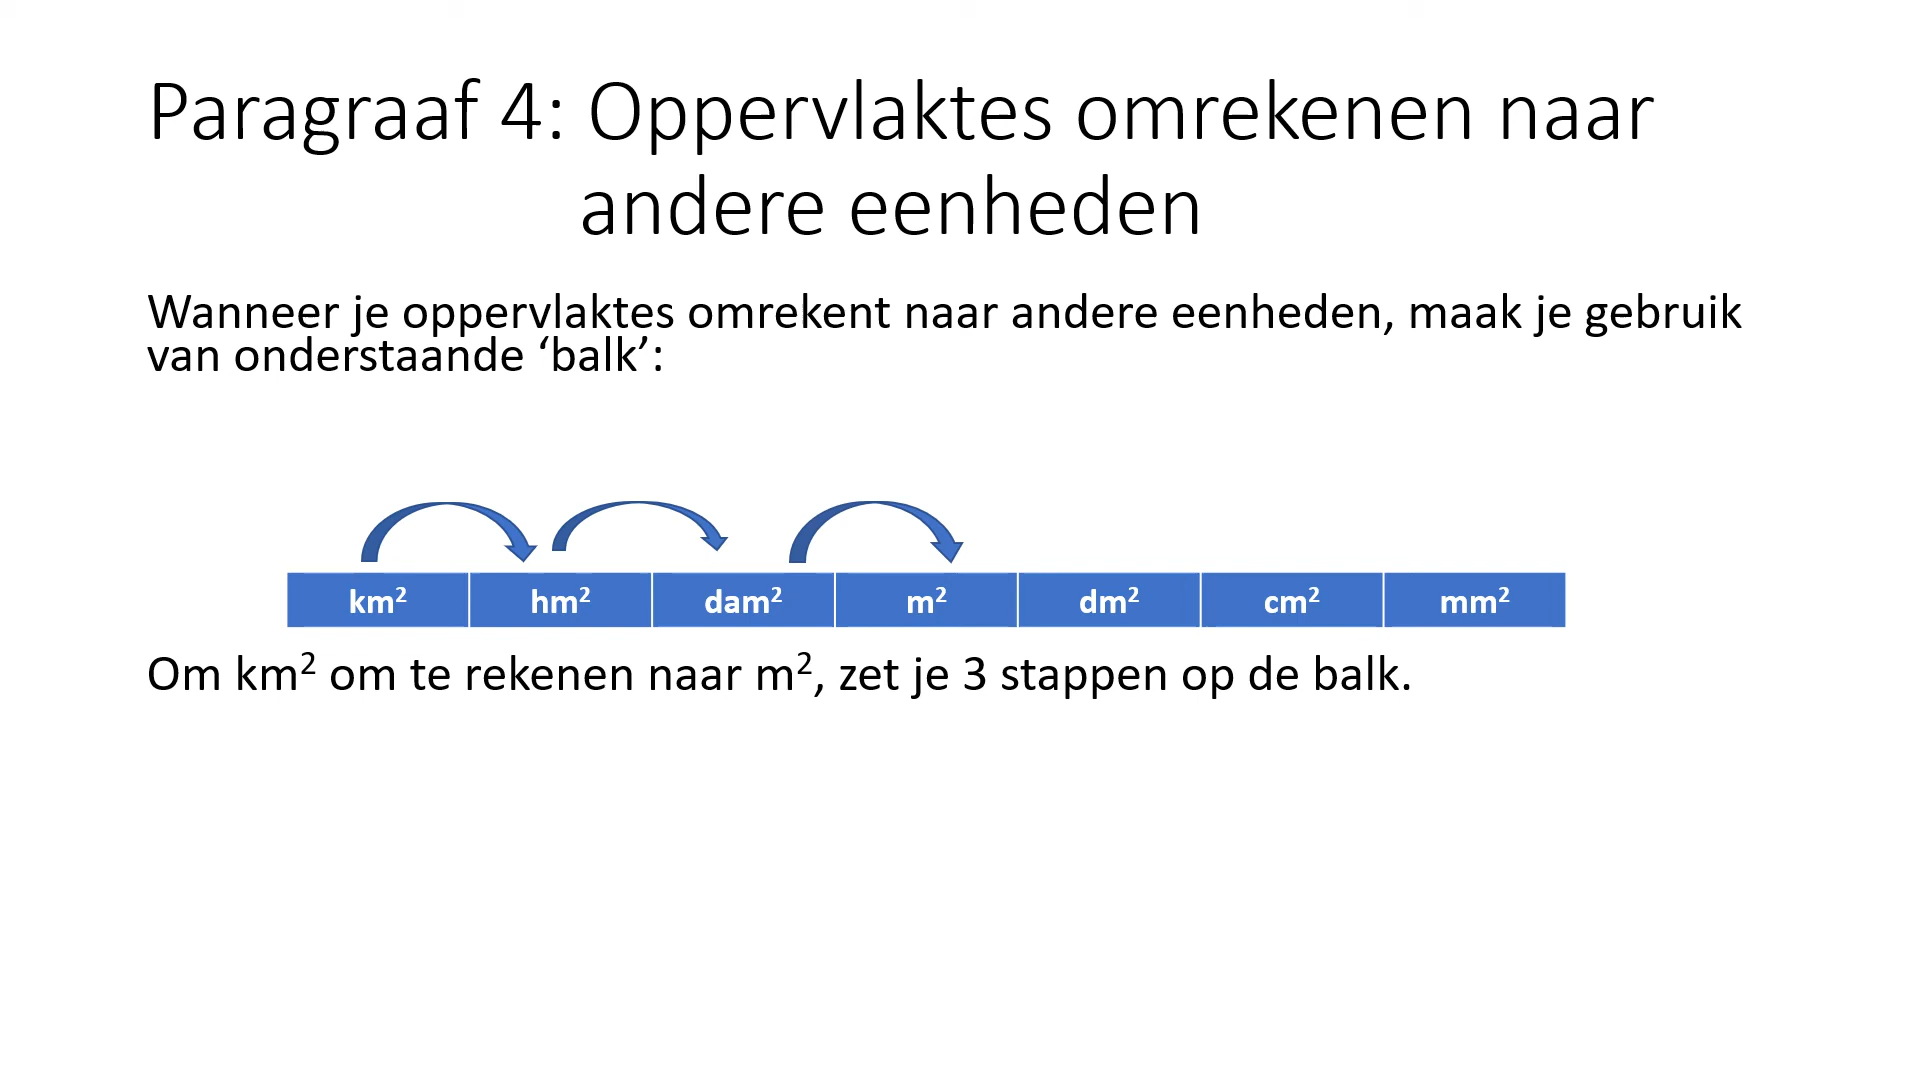 Paragraaf 4: Oppervlaktes omrekenen naar
andere eenheden
Wanneer je oppervlaktes omrekent naar andere eenheden, maak je gebruik
van onderstaande ‘balk’:
km² hm² dam² m² dm² cm² mm²
Om km² om te rekenen naar m², zet je 3 stappen op de balk.